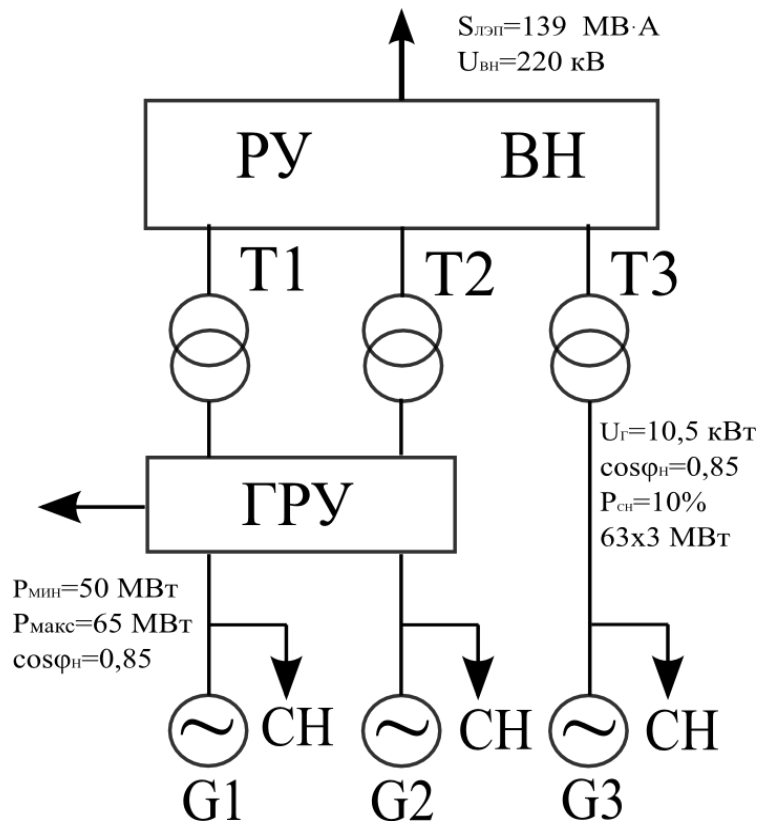 Sлэп=139 МВ·А
Uвн=220 кВ
РУ ВН
Т1 Т2 Т3
Uг=10,5 кВт
cosφн=0,85
Pсн=10%
63х3 МВт
ГРУ
Pмин=50 МВт
Pмакс=65 МВт
cosφн=0,85
~ СН ~ СН ~ СН
G1 G2 G3